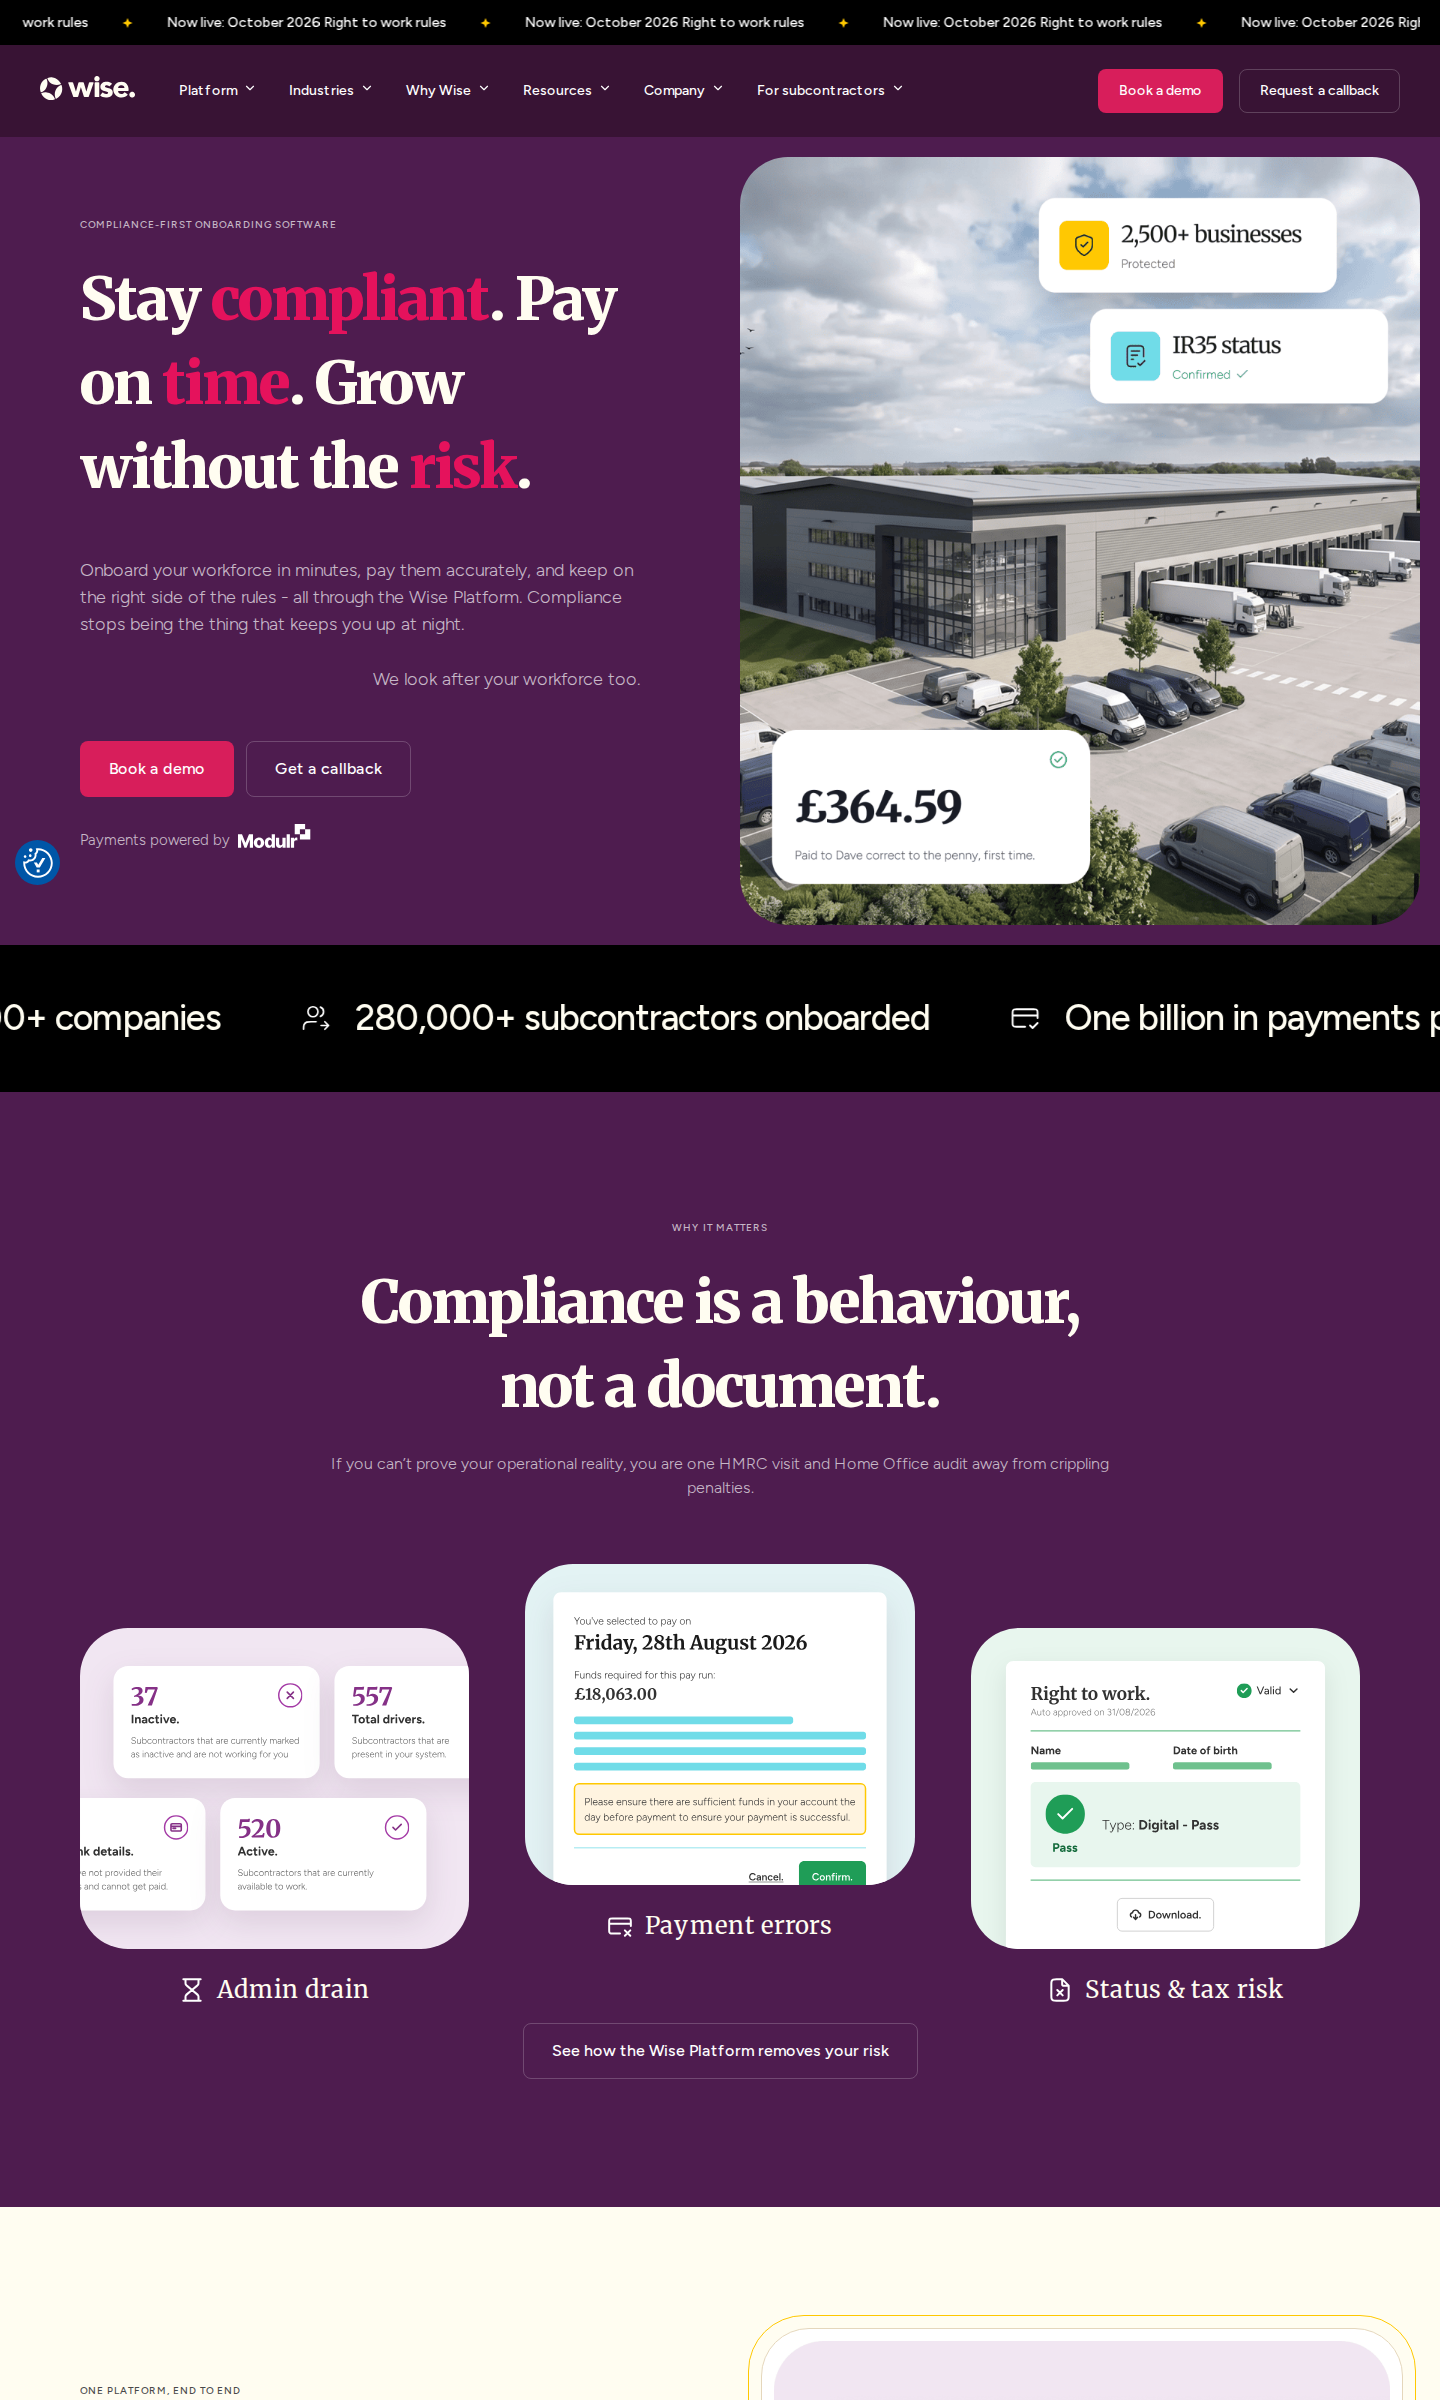 work rules ✦ Now live: October 2026 Right to work rules ✦ Now live: October 2026 Right to work rules ✦ Now live: October 2026 Right to work rules ✦ Now live: October 2026
wise. Platform Industries Why Wise Resources Company For subcontractors Book a demo Request a callback
COMPLIANCE-FIRST ONBOARDING SOFTWARE
Stay compliant. Pay
on time. Grow
without the risk.
Onboard your workforce in minutes, pay them accurately, and keep on
the right side of the rules - all through the Wise Platform. Compliance
stops being the thing that keeps you up at night.
We look after your workforce too.
Book a demo Get a callback
Payments powered by Modulr
2,500+ businesses
Protected
IR35 status
Confirmed
£364.59
Paid to Dave correct to the penny, first time.
0+ companies 280,000+ subcontractors onboarded One billion in payments
WHY IT MATTERS
Compliance is a behaviour,
not a document.
If you can't prove your operational reality, you are one HMRC visit and Home Office audit away from crippling
penalties.
37
Inactive.
Subcontractors that are currently marked
as inactive and are not working for you
557
Total drivers.
Subcontractors that are
present in your system.
details.
not provided their
and cannot get paid.
520
Active.
Subcontractors that are currently
available to work.
Admin drain
You've selected to pay on
Friday, 28th August 2026
Funds required for this pay run:
£18,063.00
Please ensure there are sufficient funds in your account the
day before payment to ensure your payment is successful.
Cancel. Confirm.
Payment errors
Right to work. Valid
Auto approved on 31/08/2026
Name Date of birth
Type: Digital - Pass
Pass
Download.
Status & tax risk
See how the Wise Platform removes your risk
ONE PLATFORM, END TO END